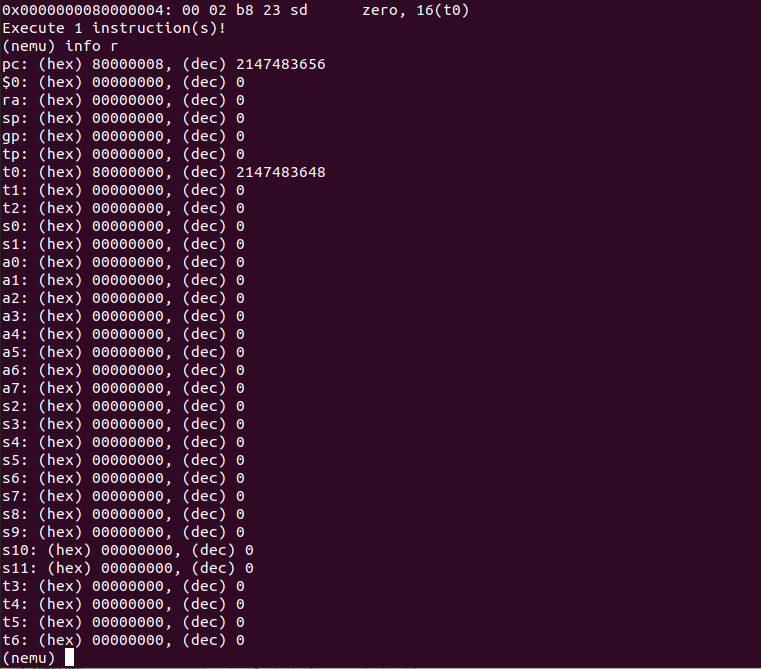 0x0000000080000004: 00 02 b8 23 sd      zero, 16(t0)
Execute 1 instruction(s)!
(nemu) info r
pc: (hex) 80000008, (dec) 2147483656
$0: (hex) 00000000, (dec) 0
ra: (hex) 00000000, (dec) 0
sp: (hex) 00000000, (dec) 0
gp: (hex) 00000000, (dec) 0
tp: (hex) 00000000, (dec) 0
t0: (hex) 80000000, (dec) 2147483648
t1: (hex) 00000000, (dec) 0
t2: (hex) 00000000, (dec) 0
s0: (hex) 00000000, (dec) 0
s1: (hex) 00000000, (dec) 0
a0: (hex) 00000000, (dec) 0
a1: (hex) 00000000, (dec) 0
a2: (hex) 00000000, (dec) 0
a3: (hex) 00000000, (dec) 0
a4: (hex) 00000000, (dec) 0
a5: (hex) 00000000, (dec) 0
a6: (hex) 00000000, (dec) 0
a7: (hex) 00000000, (dec) 0
s2: (hex) 00000000, (dec) 0
s3: (hex) 00000000, (dec) 0
s4: (hex) 00000000, (dec) 0
s5: (hex) 00000000, (dec) 0
s6: (hex) 00000000, (dec) 0
s7: (hex) 00000000, (dec) 0
s8: (hex) 00000000, (dec) 0
s9: (hex) 00000000, (dec) 0
s10: (hex) 00000000, (dec) 0
s11: (hex) 00000000, (dec) 0
t3: (hex) 00000000, (dec) 0
t4: (hex) 00000000, (dec) 0
t5: (hex) 00000000, (dec) 0
t6: (hex) 00000000, (dec) 0
(nemu)